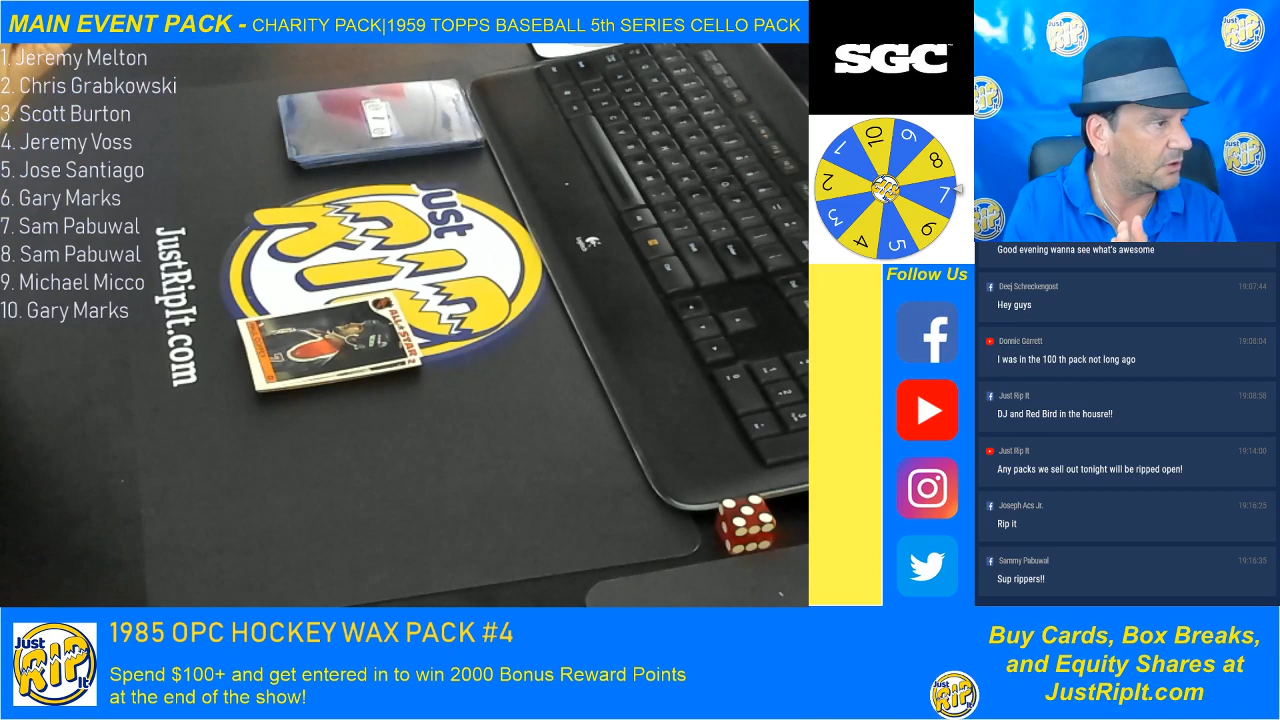 MAIN EVENT PACK - CHARITY PACK|1959 TOPPS BASEBALL 5th SERIES CELLO PACK
1. Jeremy Melton
2. Chris Grabkowski
3. Scott Burton
4. Jeremy Voss
5. Jose Santiago
6. Gary Marks
7. Sam Pabuwal
8. Sam Pabuwal
9. Michael Micco
10. Gary Marks
JustRipIt.com
Just
RIP
ALL★STAR
SGC
10
9
8
7
6
5
4
3
2
1
Follow Us
Good evening wanna see what's awesome
Deej Schreckengost 19:07:44
Hey guys
Donnie Garrett 19:08:04
I was in the 100 th pack not long ago
Just Rip It 19:08:58
DJ and Red Bird in the housre!!
Just Rip It 19:14:00
Any packs we sell out tonight will be ripped open!
Joseph Acs Jr. 19:16:25
Rip it
Sammy Pabuwal 19:16:35
Sup rippers!!
Just
RIP
It
1985 OPC HOCKEY WAX PACK #4
Spend $100+ and get entered in to win 2000 Bonus Reward Points
at the end of the show!
Buy Cards, Box Breaks,
and Equity Shares at
JustRipIt.com